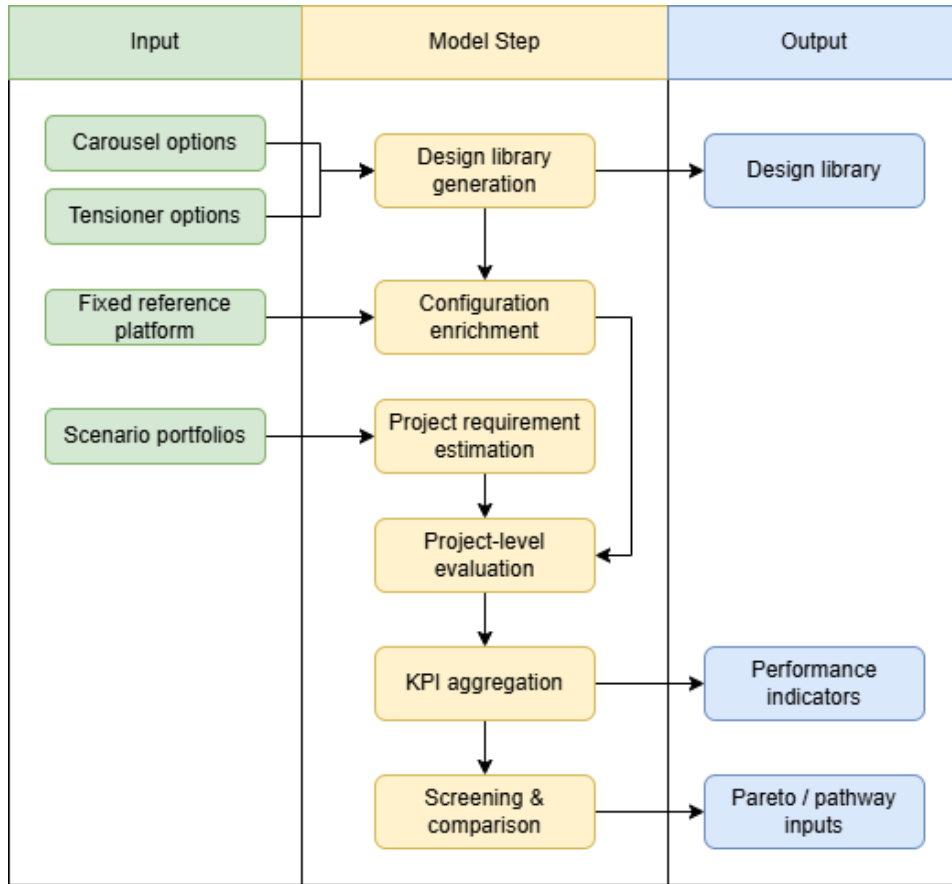 Input
Model Step
Output
Carousel options
Tensioner options
Design library
generation
Design library
Fixed reference
platform
Configuration
enrichment
Scenario portfolios
Project requirement
estimation
Project-level
evaluation
KPI aggregation
Performance
indicators
Screening &
comparison
Pareto / pathway
inputs